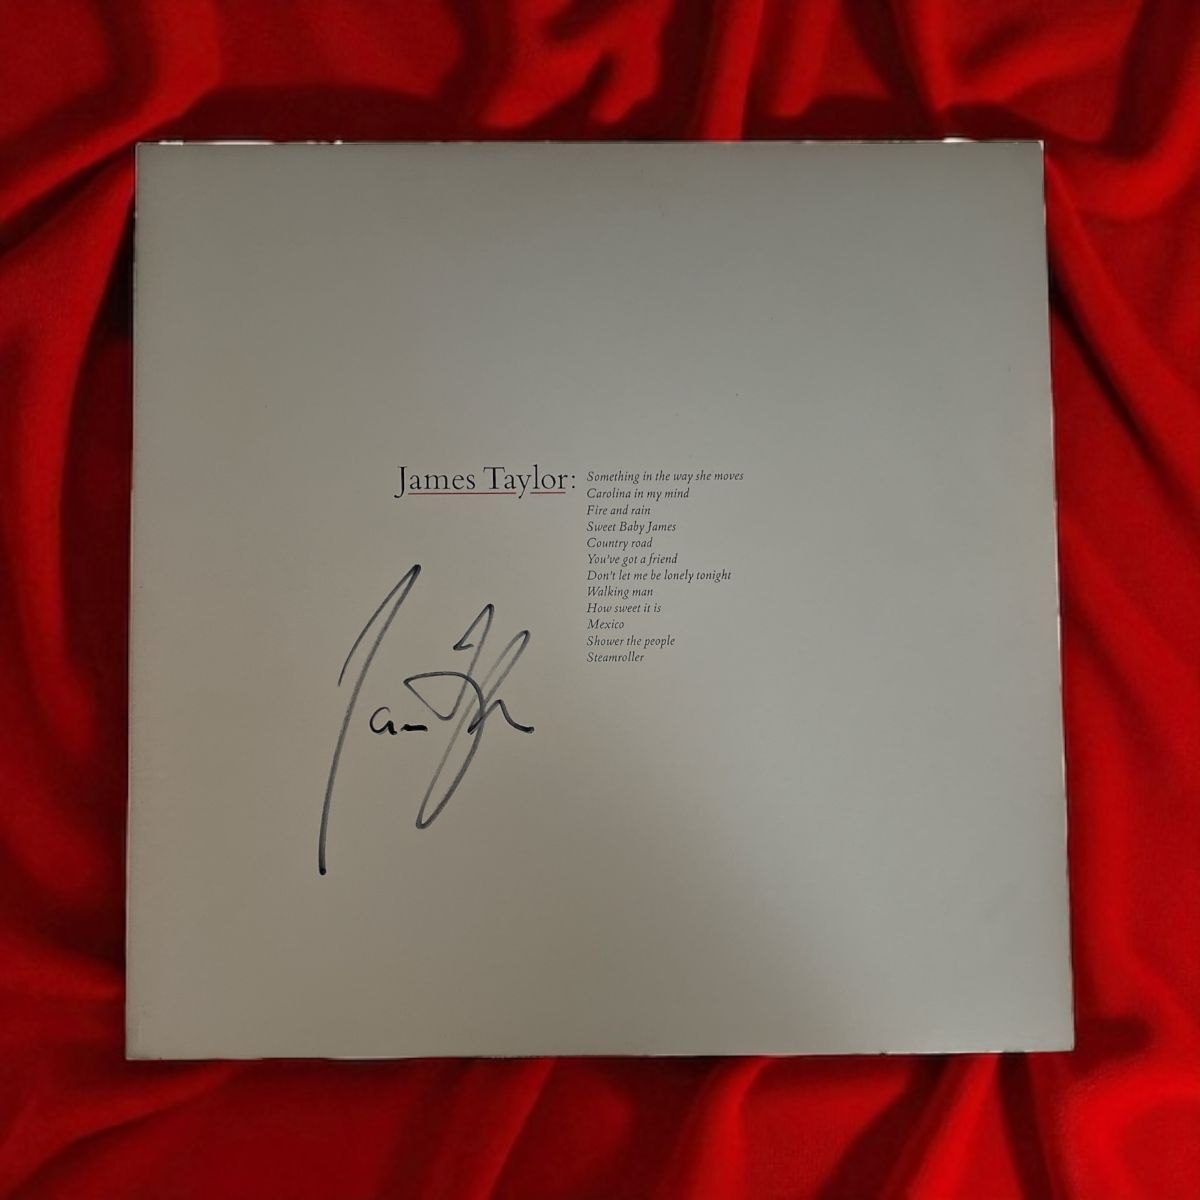 James Taylor:
Something in the way she moves
Carolina in my mind
Fire and rain
Sweet Baby James
Country road
You've got a friend
Don't let me be lonely tonight
Walking man
How sweet it is
Mexico
Shower the people
Steamroller